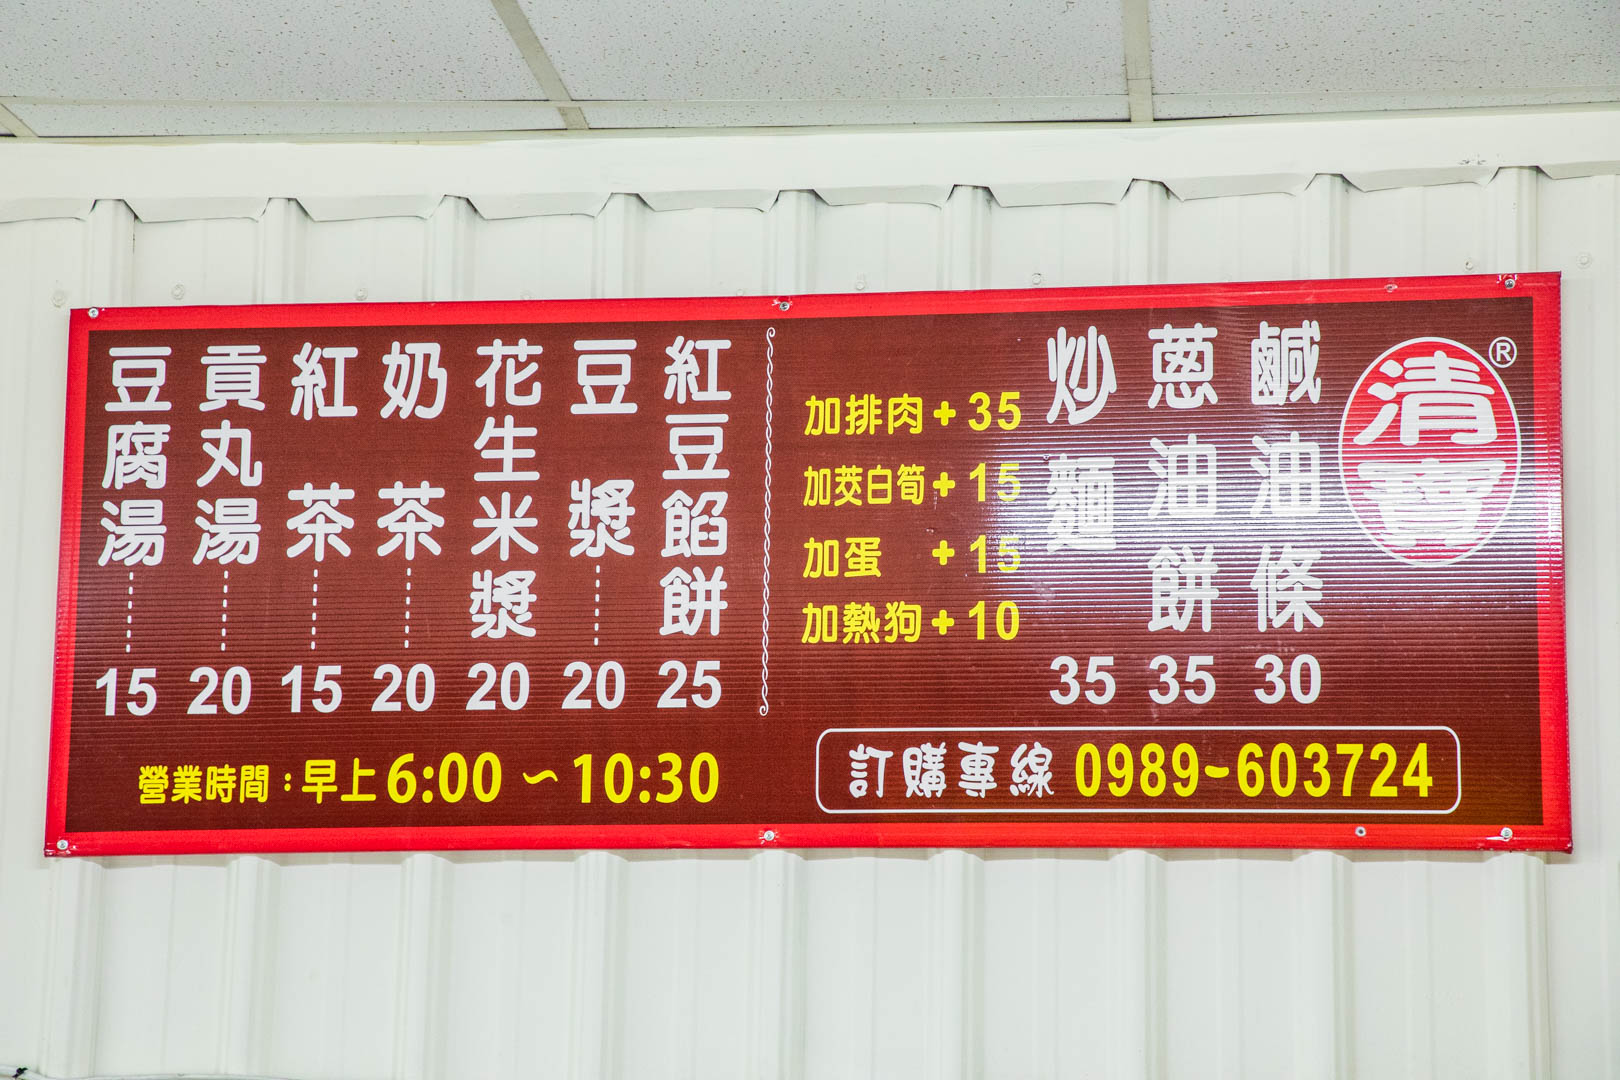 清寶®
鹹油條 30
蔥油餅 35
炒麵 35
加排肉+35
加茭白筍+15
加蛋 +15
加熱狗+10
紅豆餡餅 25
豆漿 20
花生米漿 20
奶茶 20
紅茶 15
貢丸湯 20
豆腐湯 15
營業時間:早上6:00~10:30
訂購專線 0989-603724